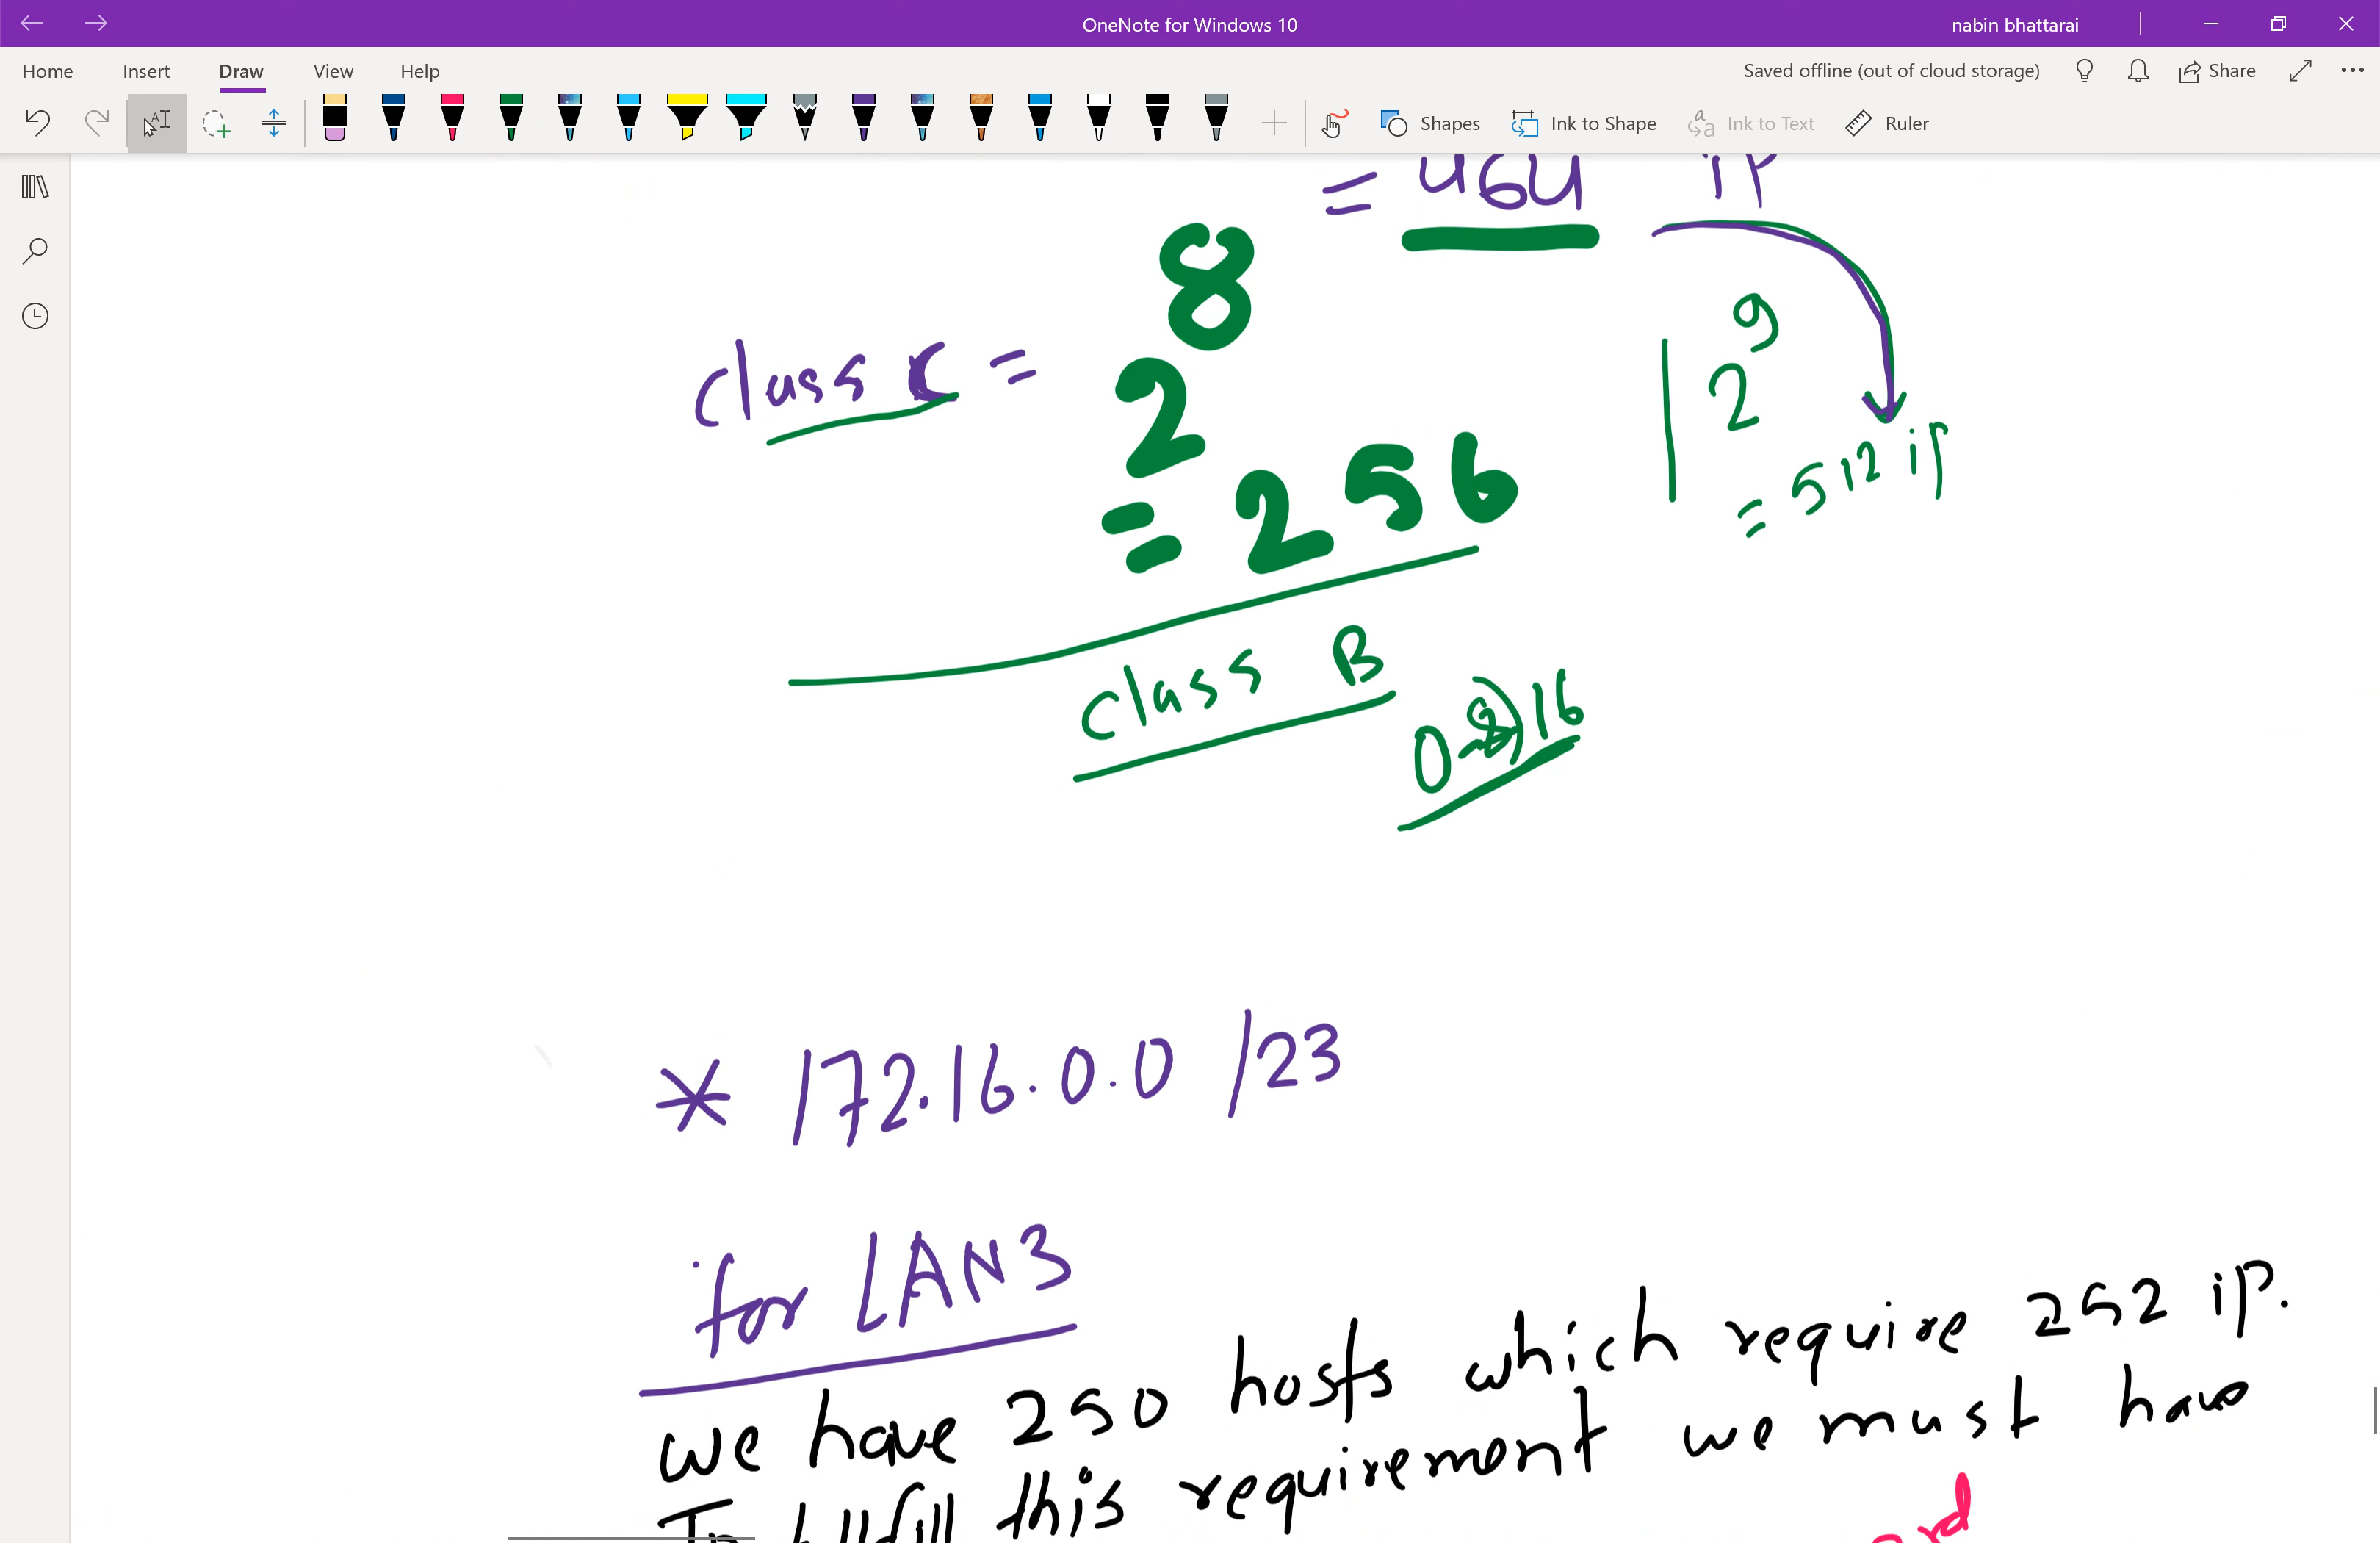 OneNote for Windows 10
nabin bhattarai
Home Insert Draw View Help
Saved offline (out of cloud storage)
Share
Shapes
Ink to Shape
Ink to Text
Ruler
= 464 ip
class C = 2^8
= 256
2^9
= 512 ip
class B
16
* 172.16.0.0 /23
for LAN3
we have 250 hosts which require 252 ip.
this requirement we must have